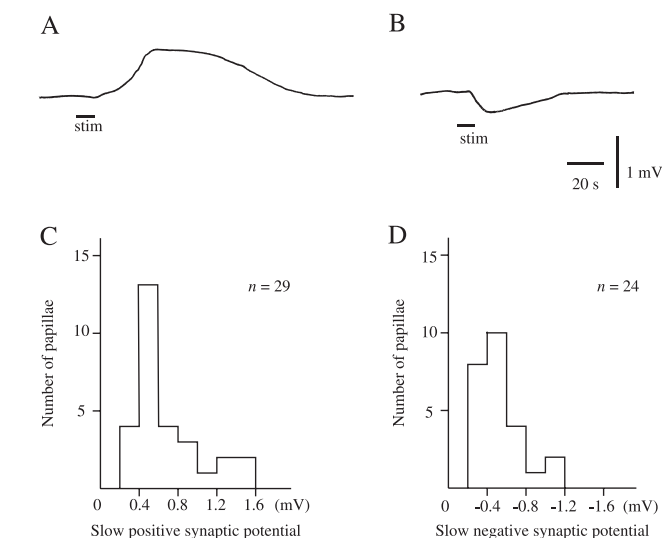 A
B
stim
stim
20 s
1 mV
C
D
15
10
5
Number of papillae
n = 29
0 0.4 0.8 1.2 1.6 (mV)
Slow positive synaptic potential
15
10
5
Number of papillae
n = 24
0 -0.4 -0.8 -1.2 -1.6 (mV)
Slow negative synaptic potential